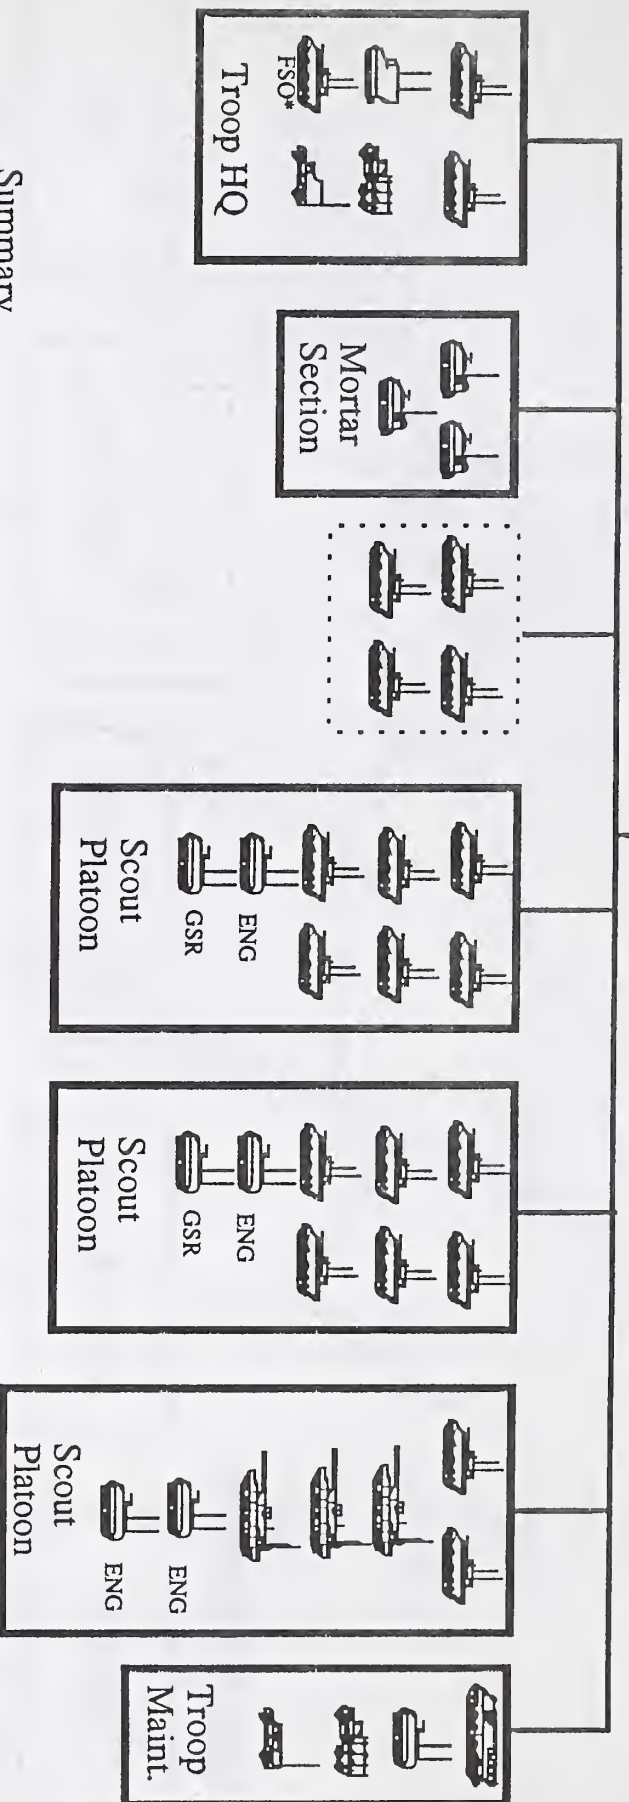 FSO*
Troop HQ
Mortar
Section
ENG
GSR
Scout
Platoon
ENG
GSR
Scout
Platoon
ENG
ENG
Scout
Platoon
Troop
Maint.
Summary